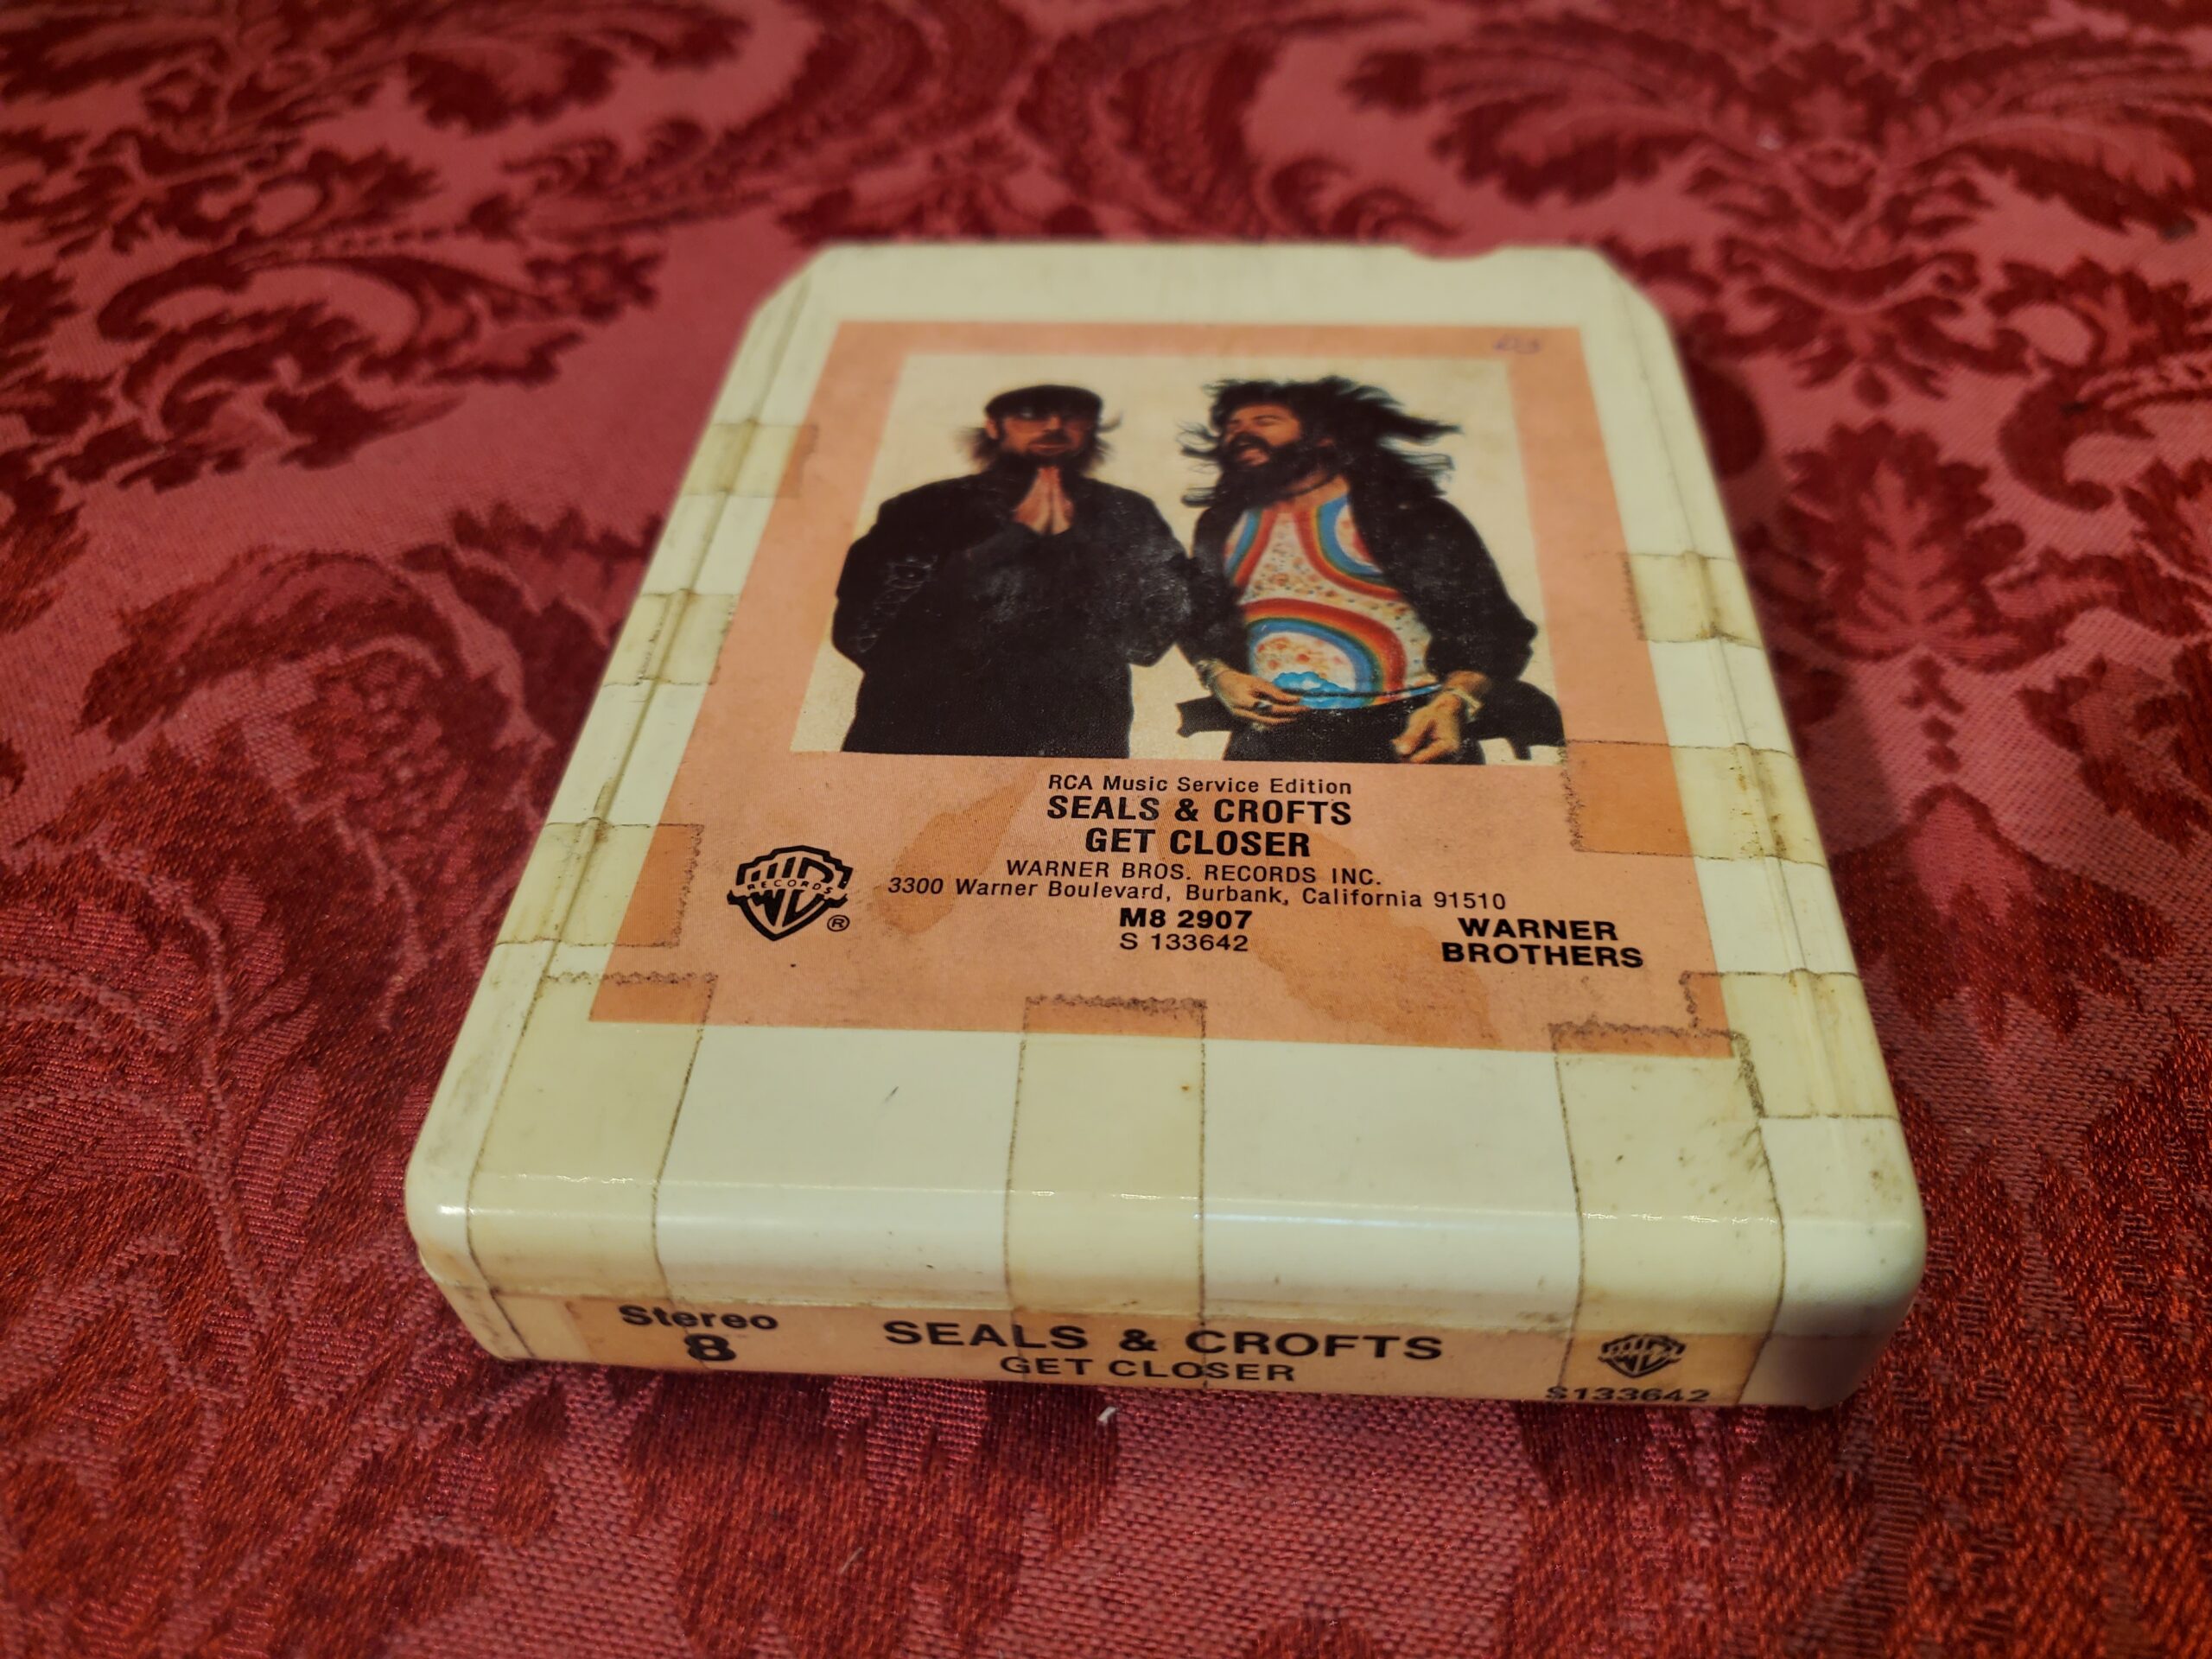 RCA Music Service Edition
SEALS & CROFTS
GET CLOSER
WARNER BROS. RECORDS INC.
3300 Warner Boulevard, Burbank, California 91510
M8 2907
S 133642
RECORDS
®
WARNER
BROTHERS
Stereo
8
SEALS & CROFTS
GET CLOSER
S133642